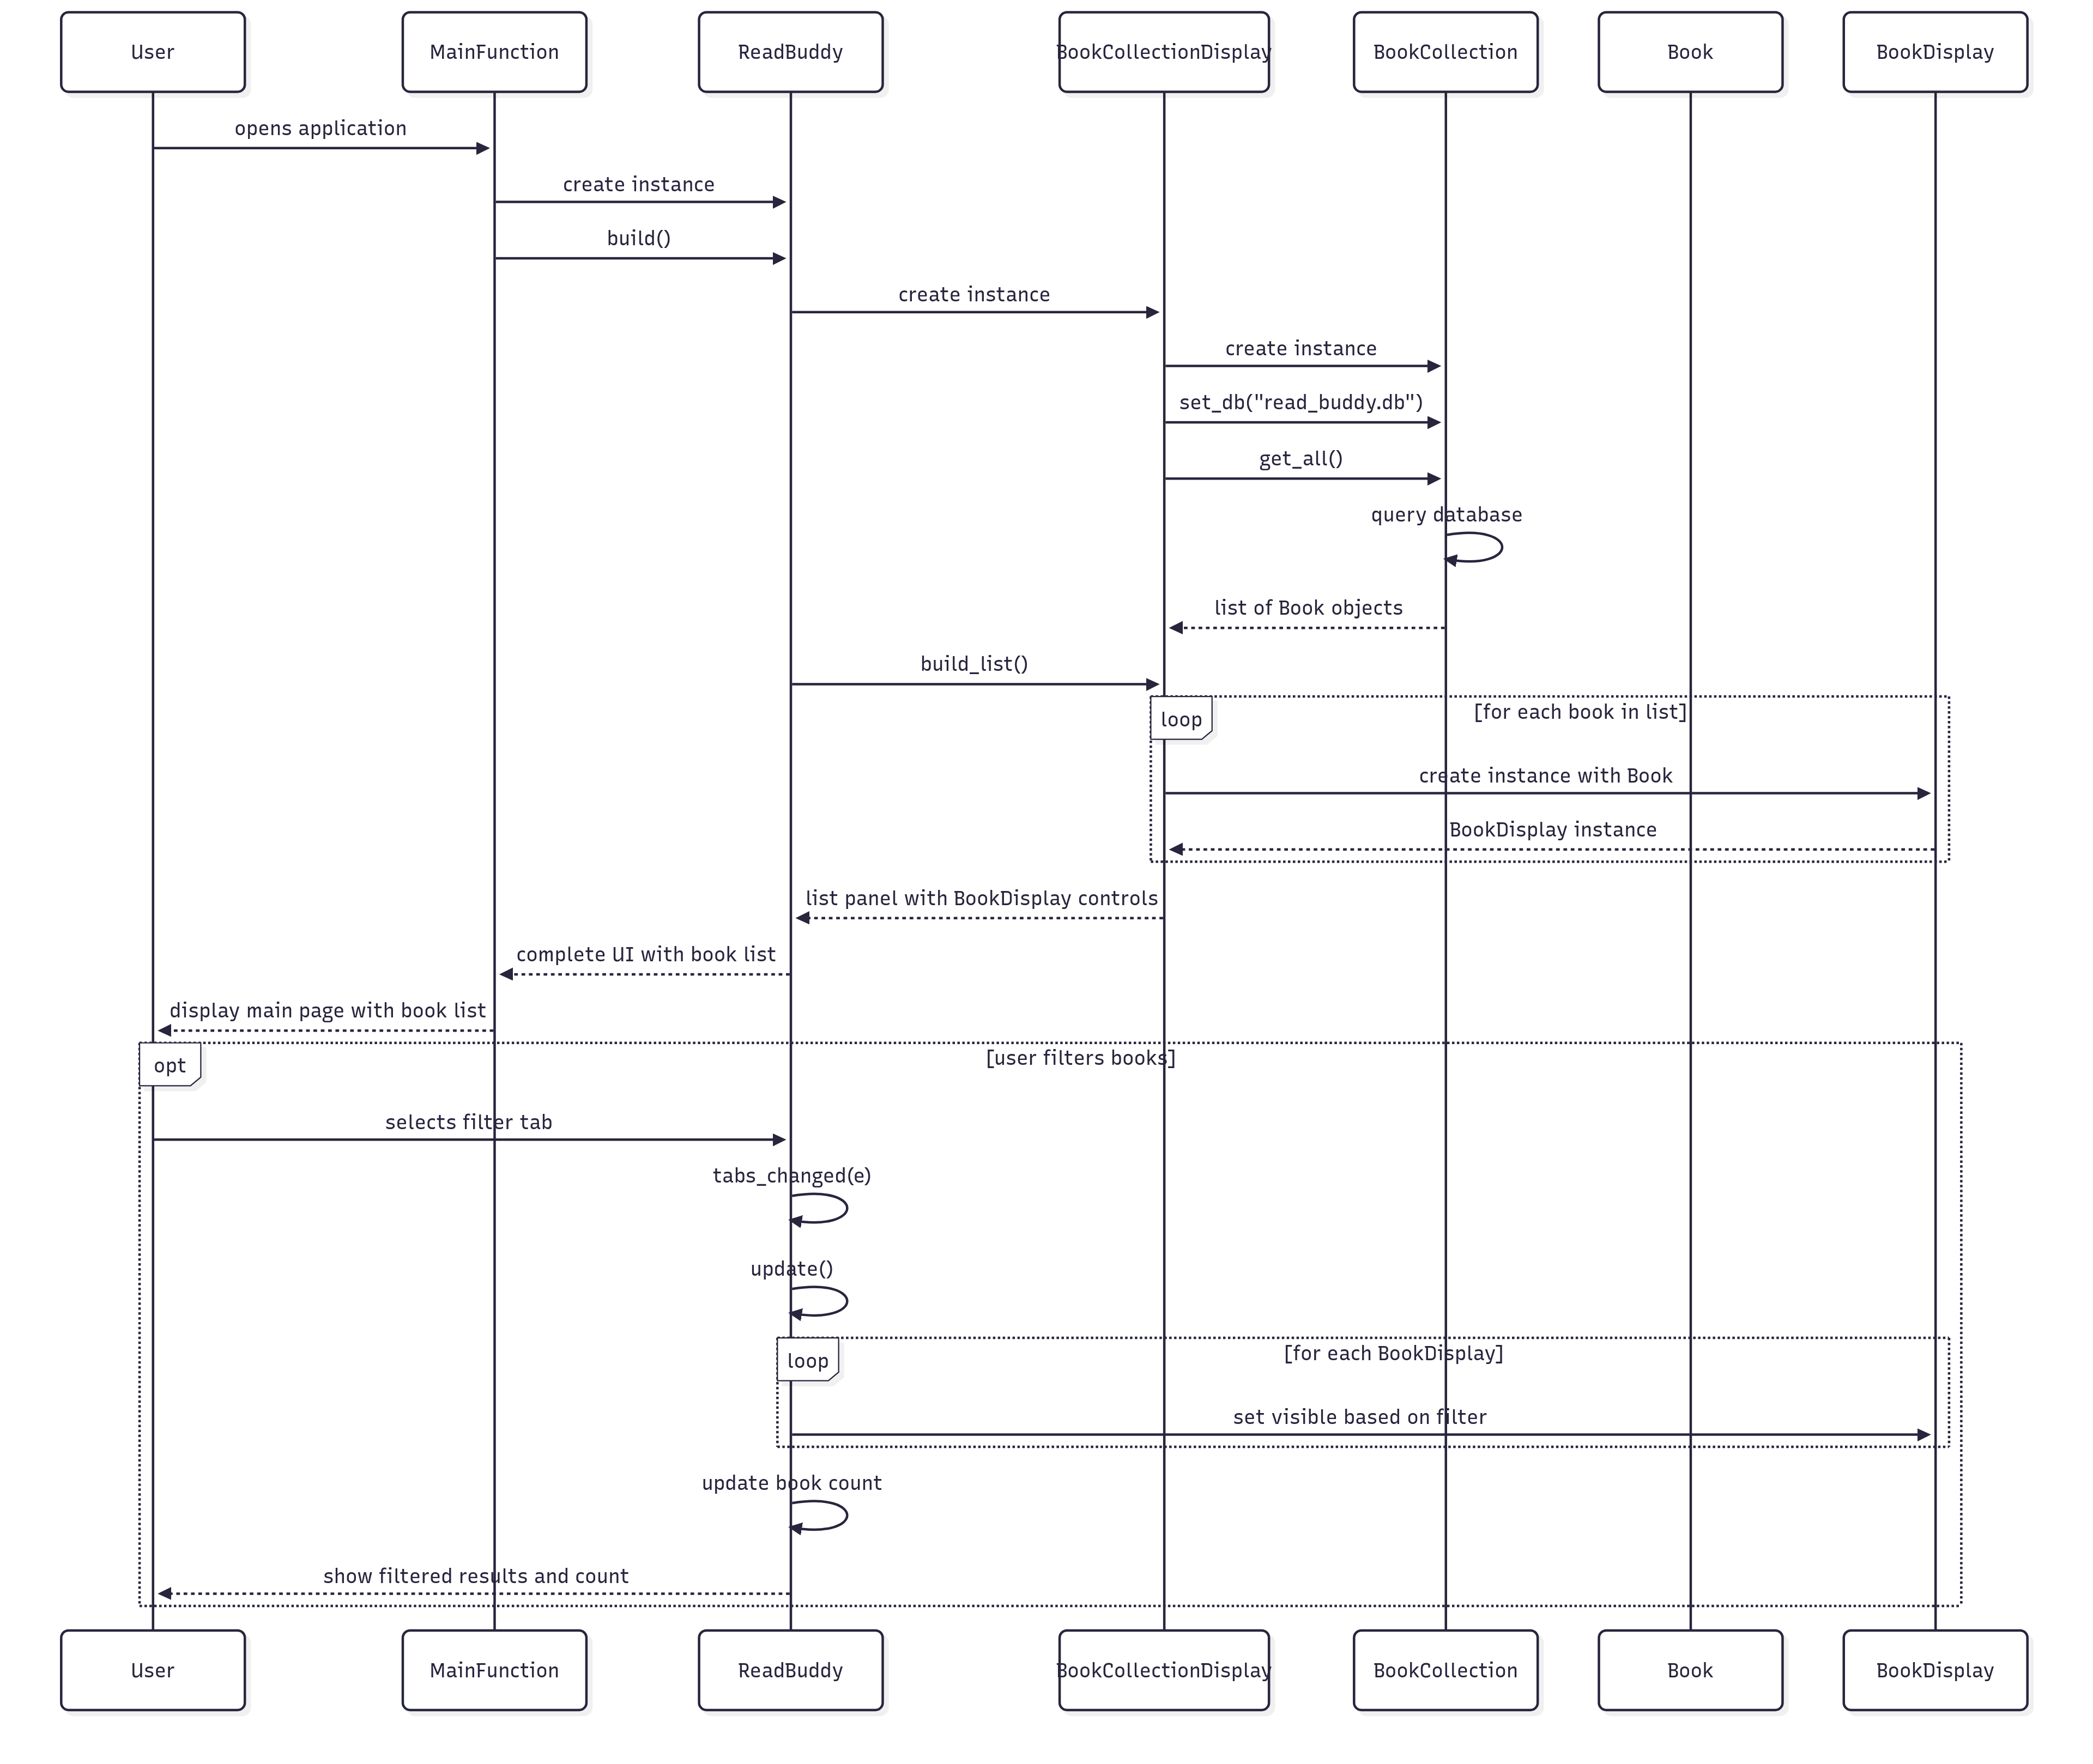 User
MainFunction
ReadBuddy
BookCollectionDisplay
BookCollection
Book
BookDisplay
opens application
create instance
build()
create instance
create instance
set_db("read_buddy.db")
get_all()
query database
list of Book objects
build_list()
loop
[for each book in list]
create instance with Book
BookDisplay instance
list panel with BookDisplay controls
complete UI with book list
display main page with book list
opt
[user filters books]
selects filter tab
tabs_changed(e)
update()
loop
[for each BookDisplay]
set visible based on filter
update book count
show filtered results and count
User
MainFunction
ReadBuddy
BookCollectionDisplay
BookCollection
Book
BookDisplay